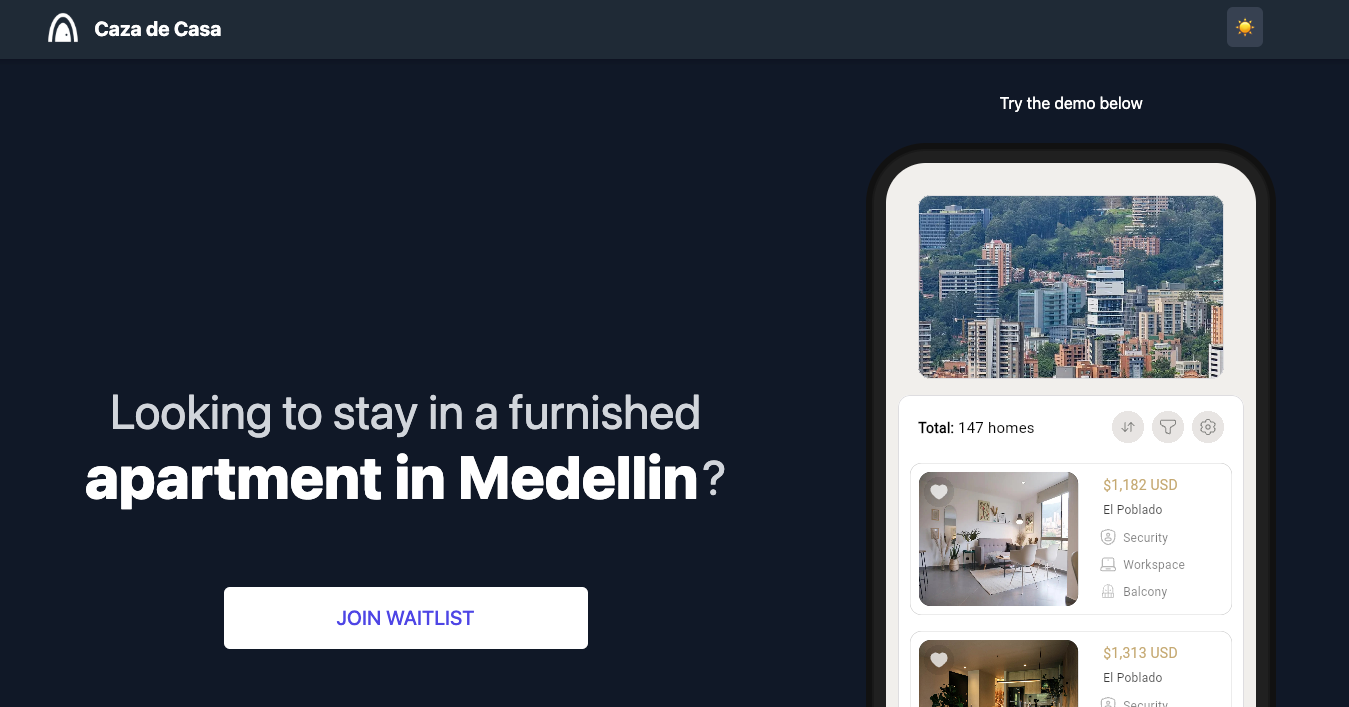 Caza de Casa
Try the demo below
Looking to stay in a furnished
apartment in Medellin?
JOIN WAITLIST
Total: 147 homes
$1,182 USD
El Poblado
Security
Workspace
Balcony
$1,313 USD
El Poblado
Security